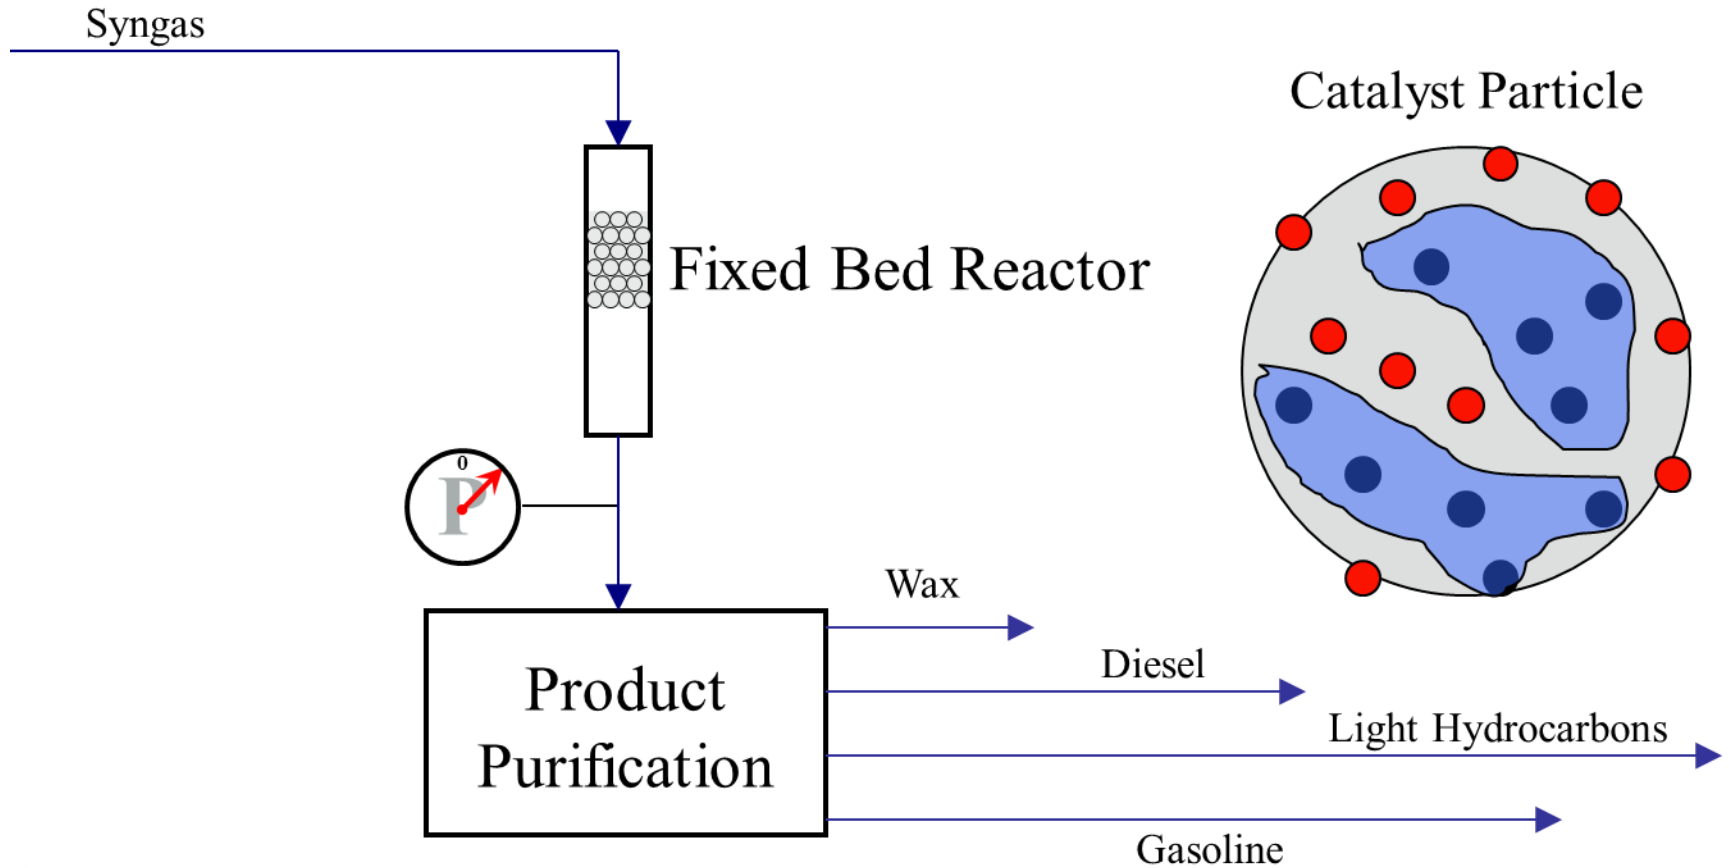 Syngas
Catalyst Particle
Fixed Bed Reactor
0
P
Wax
Product
Purification
Diesel
Light Hydrocarbons
Gasoline